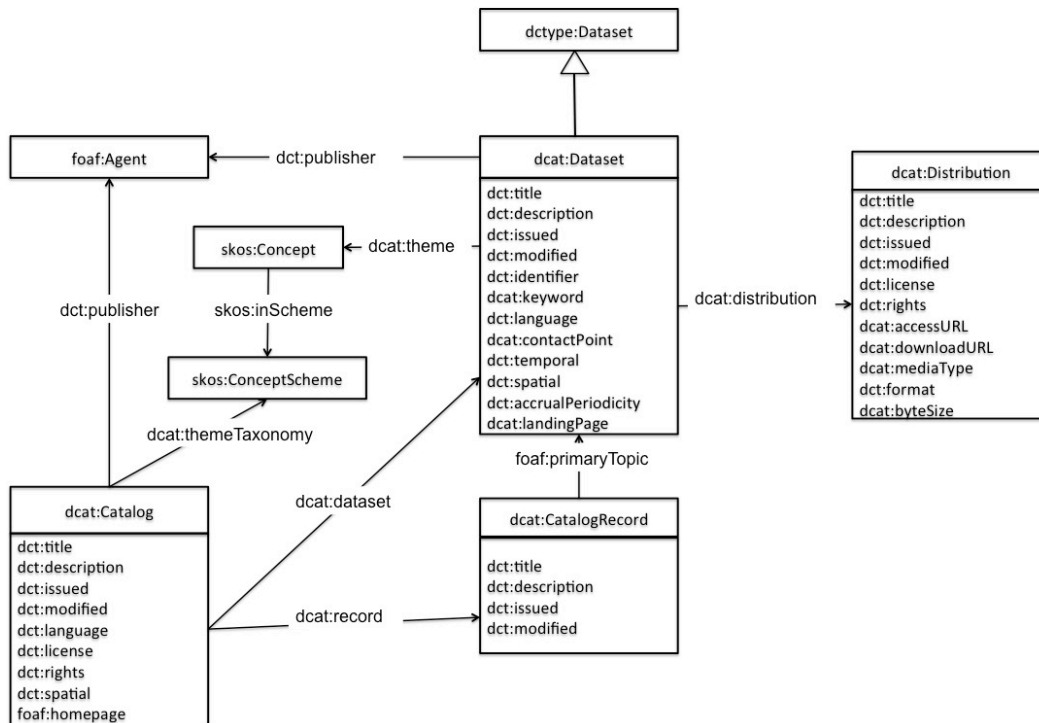 dctype:Dataset
foaf:Agent
dct:publisher
dcat:Dataset
dct:title
dct:description
dct:issued
dct:modified
dct:identifier
dcat:keyword
dct:language
dcat:contactPoint
dct:temporal
dct:spatial
dct:accrualPeriodicity
dcat:landingPage
dcat:Distribution
dct:title
dct:description
dct:issued
dct:modified
dct:license
dct:rights
dcat:accessURL
dcat:downloadURL
dcat:mediaType
dct:format
dcat:byteSize
skos:Concept
dcat:theme
dcat:distribution
dct:publisher
skos:inScheme
skos:ConceptScheme
dcat:themeTaxonomy
foaf:primaryTopic
dcat:dataset
dcat:Catalog
dct:title
dct:description
dct:issued
dct:modified
dct:language
dct:license
dct:rights
dct:spatial
foaf:homepage
dcat:record
dcat:CatalogRecord
dct:title
dct:description
dct:issued
dct:modified